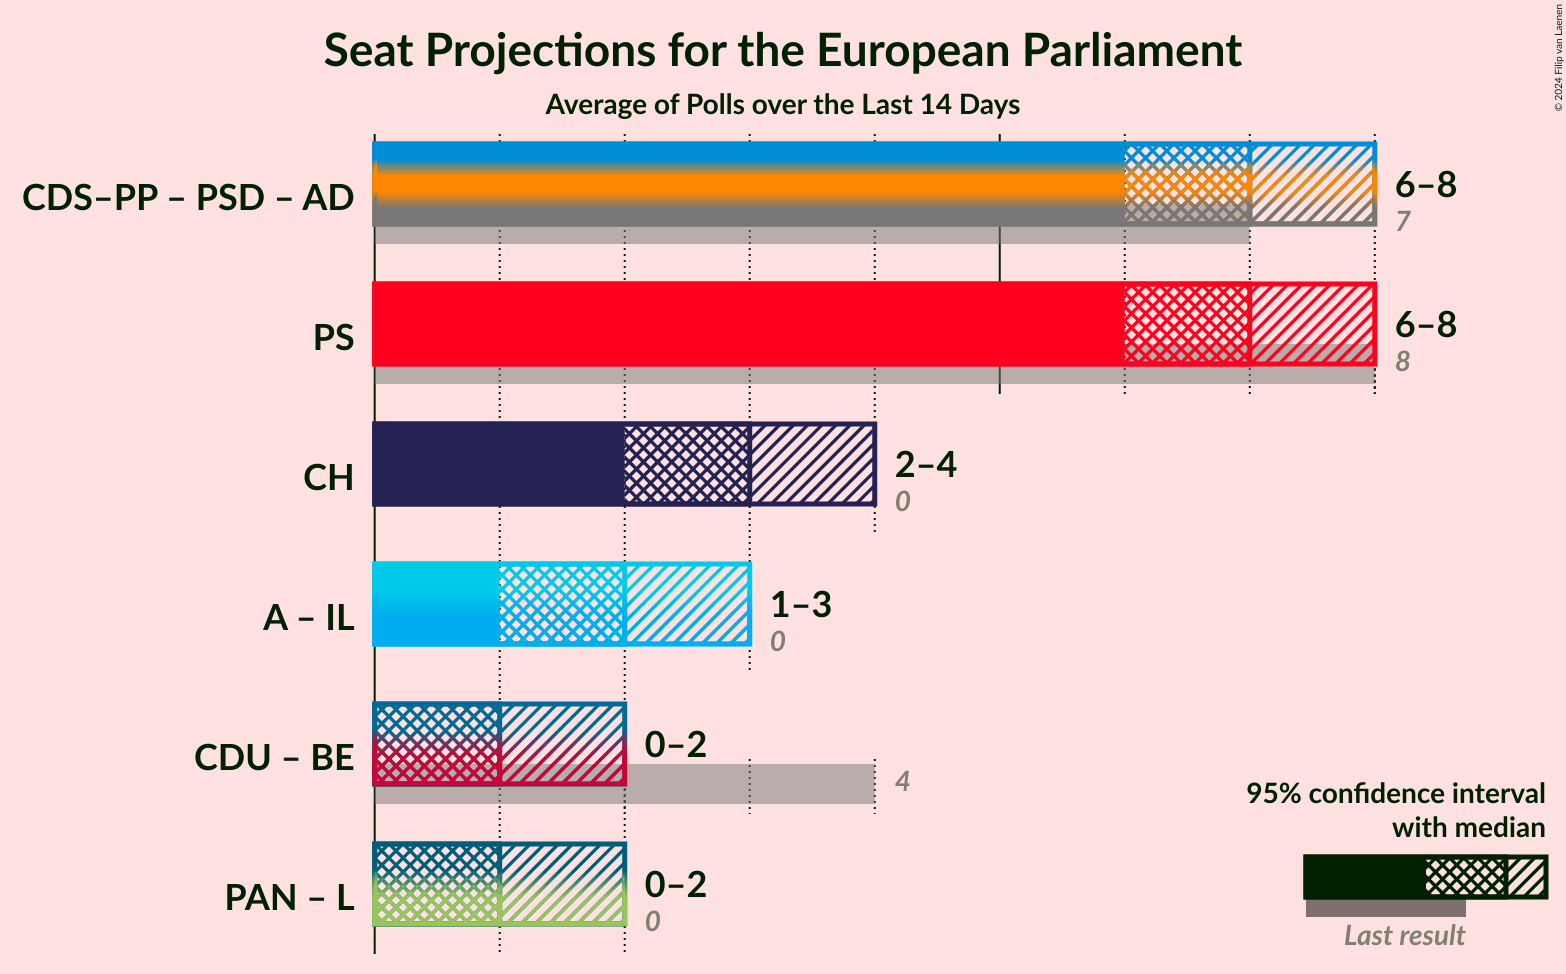 Seat Projections for the European Parliament
Average of Polls over the Last 14 Days
© 2024 Filip van Laenen
CDS–PP – PSD – AD
6–8
7
PS
6–8
8
CH
2–4
0
A – IL
1–3
0
CDU – BE
0–2
4
PAN – L
0–2
0
95% confidence interval
with median
Last result